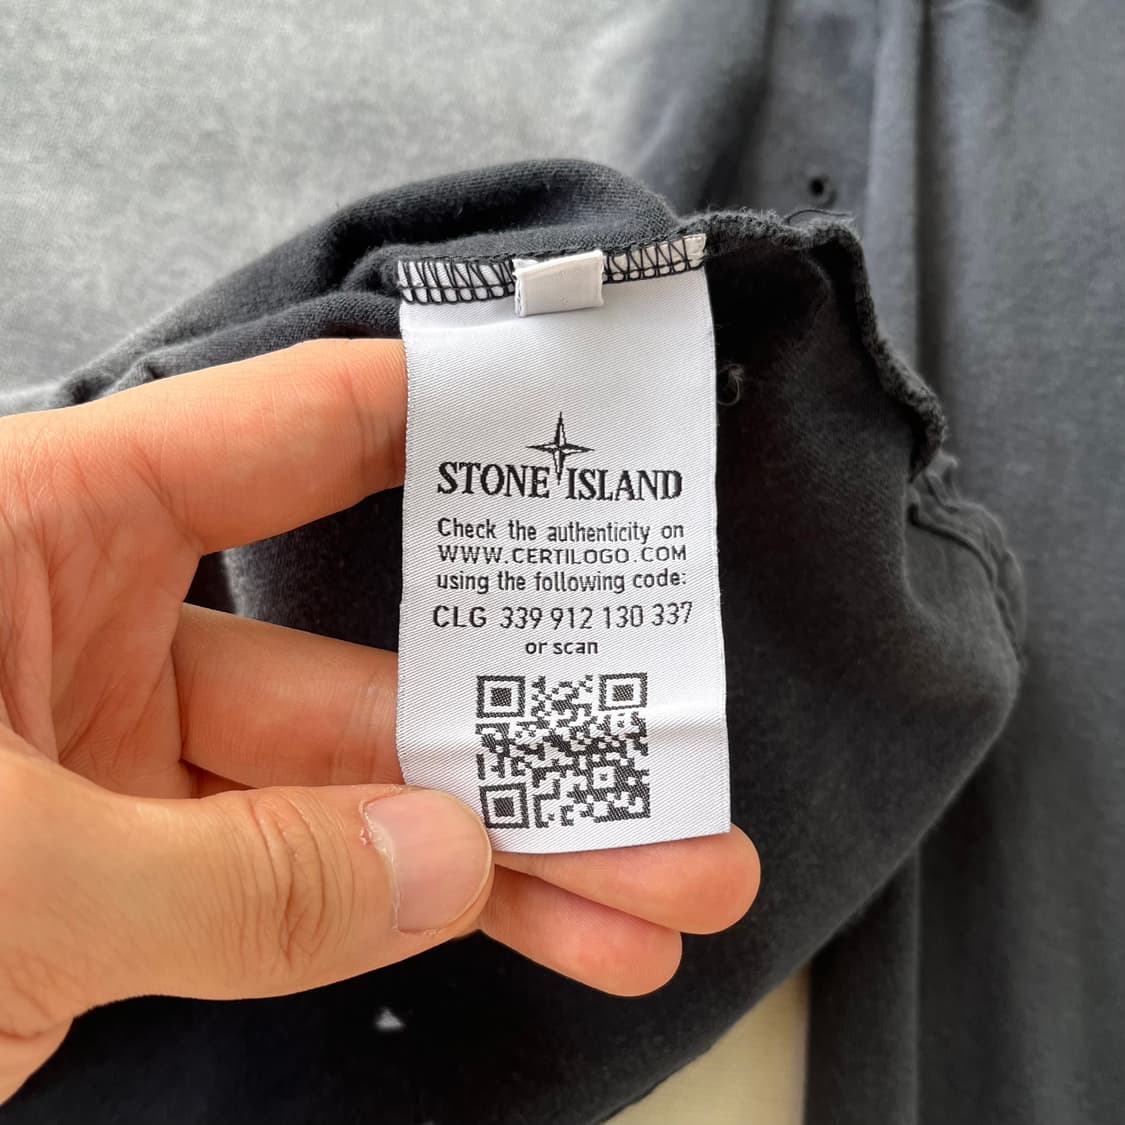 STONE ISLAND
Check the authenticity on
WWW.CERTILOGO.COM
using the following code:
CLG 339 912 130 337
or scan